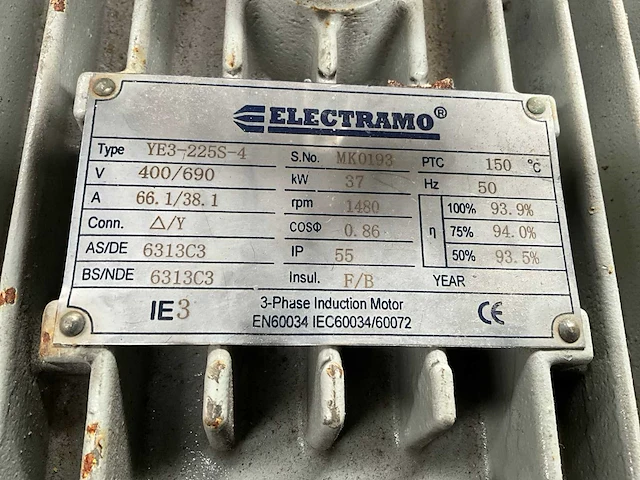 ELECTRAMO®
Type YE3-225S-4 S.No. MK0193 PTC 150 °C
V 400/690 kW 37 Hz 50
A 66.1/38.1 rpm 1480 η 100% 93.9%
Conn. △/Y COSΦ 0.86 75% 94.0%
AS/DE 6313C3 IP 55 50% 93.5%
BS/NDE 6313C3 Insul. F/B YEAR
IE3 3-Phase Induction Motor
EN60034 IEC60034/60072 CE